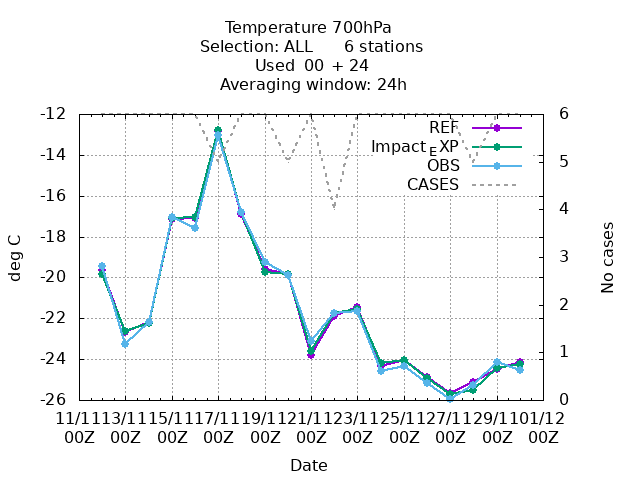 Temperature 700hPa
Selection: ALL 6 stations
Used 00 + 24
Averaging window: 24h
-12
-14
-16
-18
-20
-22
-24
-26
deg C
6
5
4
3
2
1
0
No cases
REF
Impact_EXP
OBS
CASES
11/11 13/11 15/11 17/11 19/11 21/11 23/11 25/11 27/11 29/11 01/12
00Z 00Z 00Z 00Z 00Z 00Z 00Z 00Z 00Z 00Z 00Z
Date